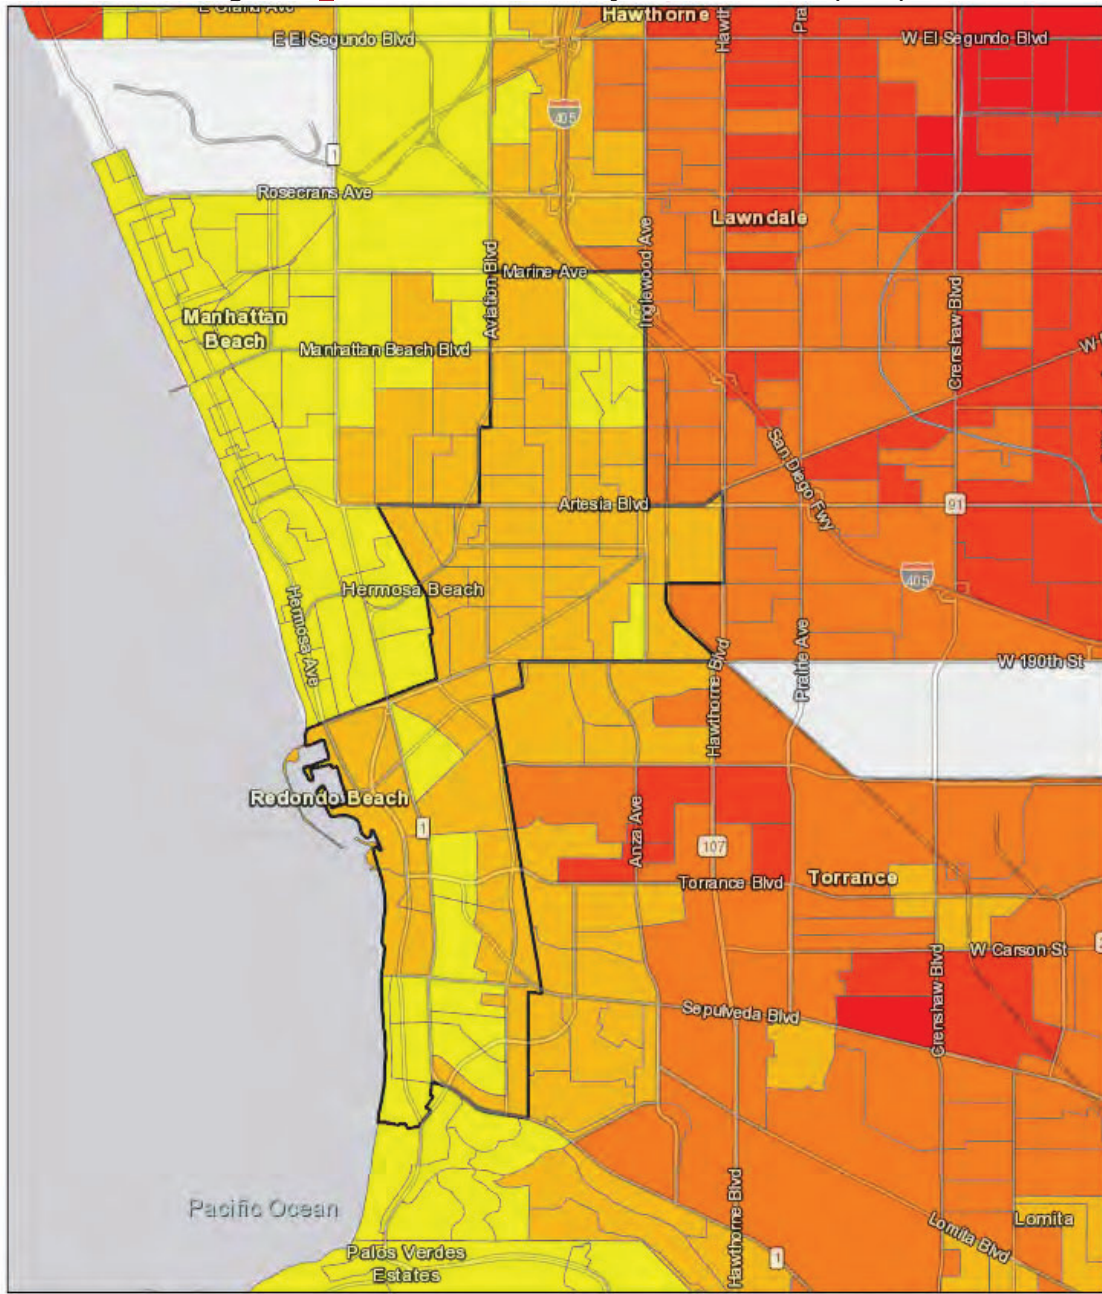 E Grand Ave
Hawthorne
E El Segundo Blvd
W El Segundo Blvd
405
1
Rosecrans Ave
Lawndale
Inglewood Ave
Aviation Blvd
Marine Ave
Manhattan
Beach
Manhattan Beach Blvd
Crenshaw Blvd
San Diego Fwy
Artesia Blvd
91
405
Hermosa Beach
Hermosa Ave
Prairie Ave
Hawthorne Blvd
W 190th St
Redondo Beach
1
Anza Ave
107
Torrance Blvd
Torrance
W Carson St
Crenshaw Blvd
Sepulveda Blvd
Pacific Ocean
Hawthorne Blvd
Lomita
Lomita Blvd
Palos Verdes
Estates
1